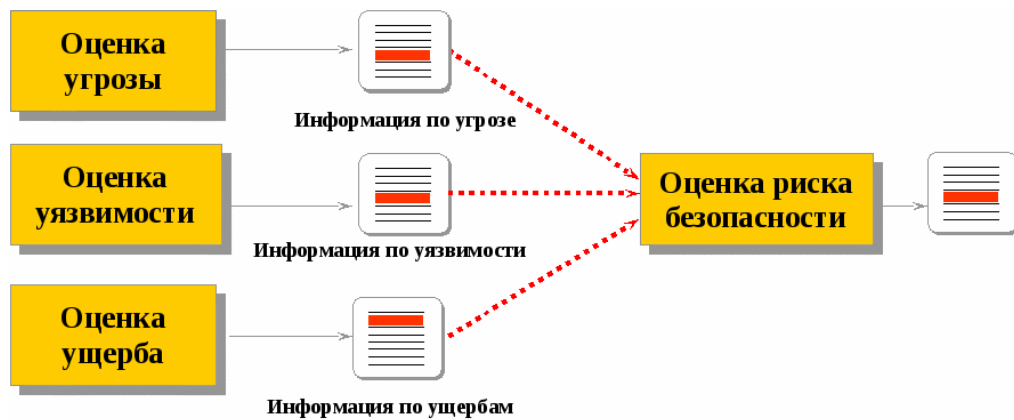 Оценка
угрозы
Информация по угрозе
Оценка
уязвимости
Информация по уязвимости
Оценка
ущерба
Информация по ущербам
Оценка риска
безопасности